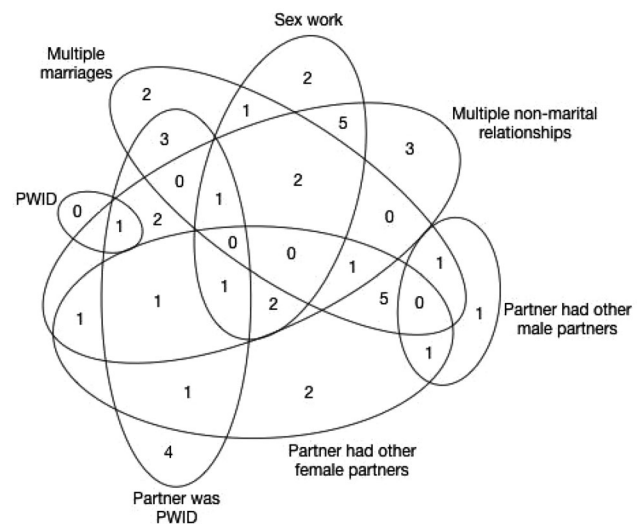 Sex work
Multiple
marriages
2
2
1
5
Multiple non-marital
relationships
3
3
0
2
1
PWID
0
1
2
0
0
0
1
1
1
1
2
5
0
1
Partner had other
male partners
1
1
1
2
4
Partner had other
female partners
Partner was
PWID